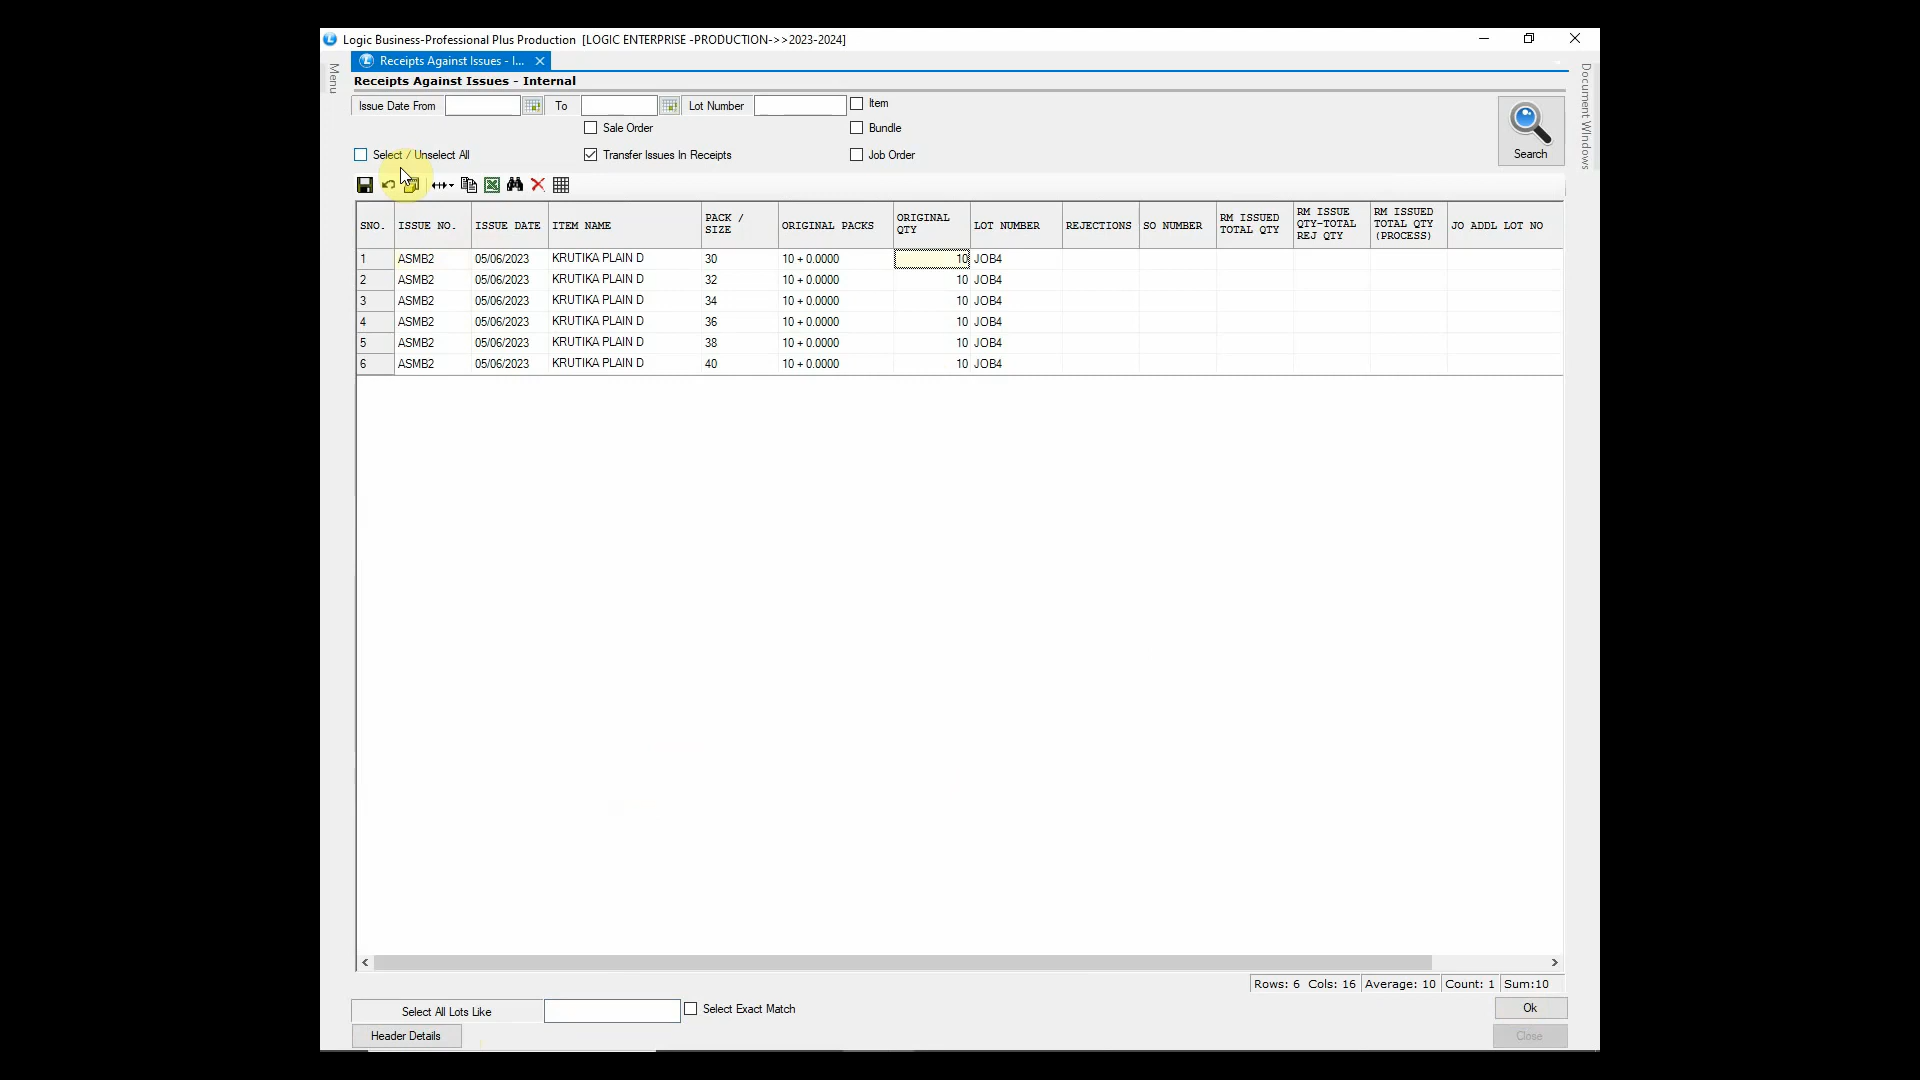 Logic Business-Professional Plus Production [LOGIC ENTERPRISE -PRODUCTION->>2023-2024]
Receipts Against Issues - I...
Menu
Document Windows
Receipts Against Issues - Internal
Issue Date From To Lot Number Item
Sale Order Bundle
Select / Unselect All Transfer Issues In Receipts Job Order
Search
SNO. ISSUE NO. ISSUE DATE ITEM NAME PACK / SIZE ORIGINAL PACKS ORIGINAL QTY LOT NUMBER REJECTIONS SO NUMBER RM ISSUED TOTAL QTY RM ISSUE QTY-TOTAL REJ QTY RM ISSUED TOTAL QTY (PROCESS) JO ADDL LOT NO
1 ASMB2 05/06/2023 KRUTIKA PLAIN D 30 10 + 0.0000 10 JOB4
2 ASMB2 05/06/2023 KRUTIKA PLAIN D 32 10 + 0.0000 10 JOB4
3 ASMB2 05/06/2023 KRUTIKA PLAIN D 34 10 + 0.0000 10 JOB4
4 ASMB2 05/06/2023 KRUTIKA PLAIN D 36 10 + 0.0000 10 JOB4
5 ASMB2 05/06/2023 KRUTIKA PLAIN D 38 10 + 0.0000 10 JOB4
6 ASMB2 05/06/2023 KRUTIKA PLAIN D 40 10 + 0.0000 10 JOB4
Rows: 6 Cols: 16 Average: 10 Count: 1 Sum:10
Select All Lots Like Select Exact Match Ok
Header Details Close